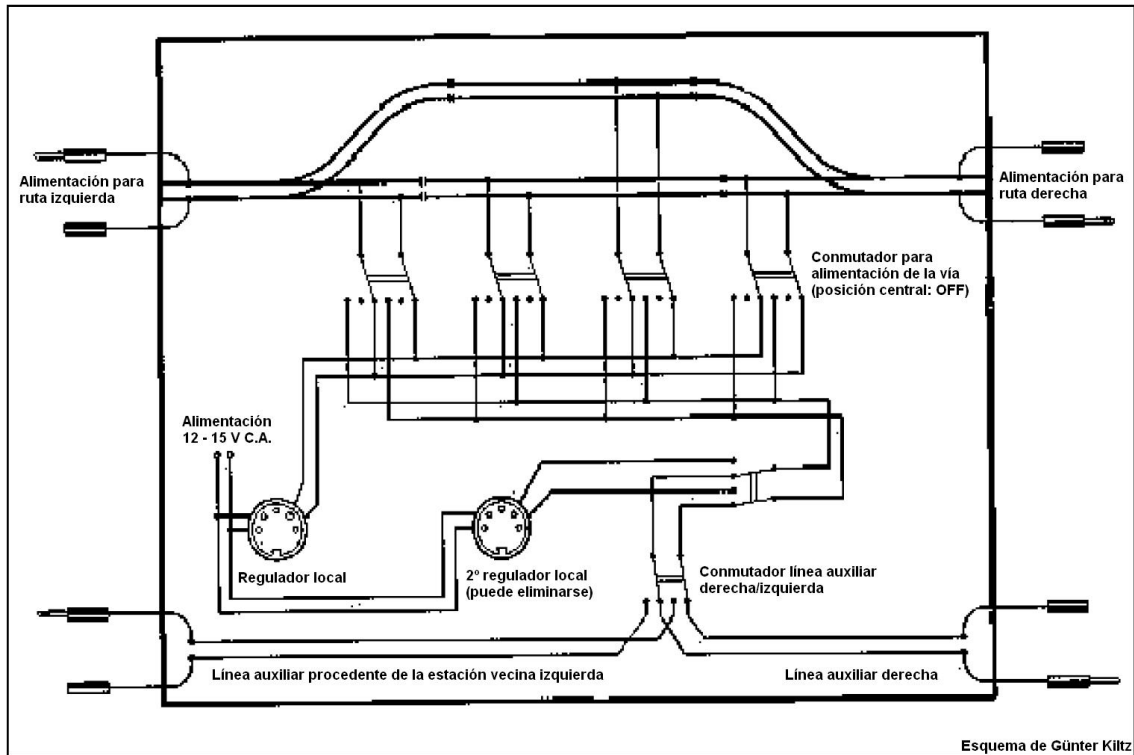 Alimentación para
ruta izquierda
Alimentación para
ruta derecha
Conmutador para
alimentación de la vía
(posición central: OFF)
Alimentación
12 - 15 V C.A.
Regulador local
2º regulador local
(puede eliminarse)
Conmutador línea auxiliar
derecha/izquierda
Línea auxiliar procedente de la estación vecina izquierda
Línea auxiliar derecha
Esquema de Günter Kiltz